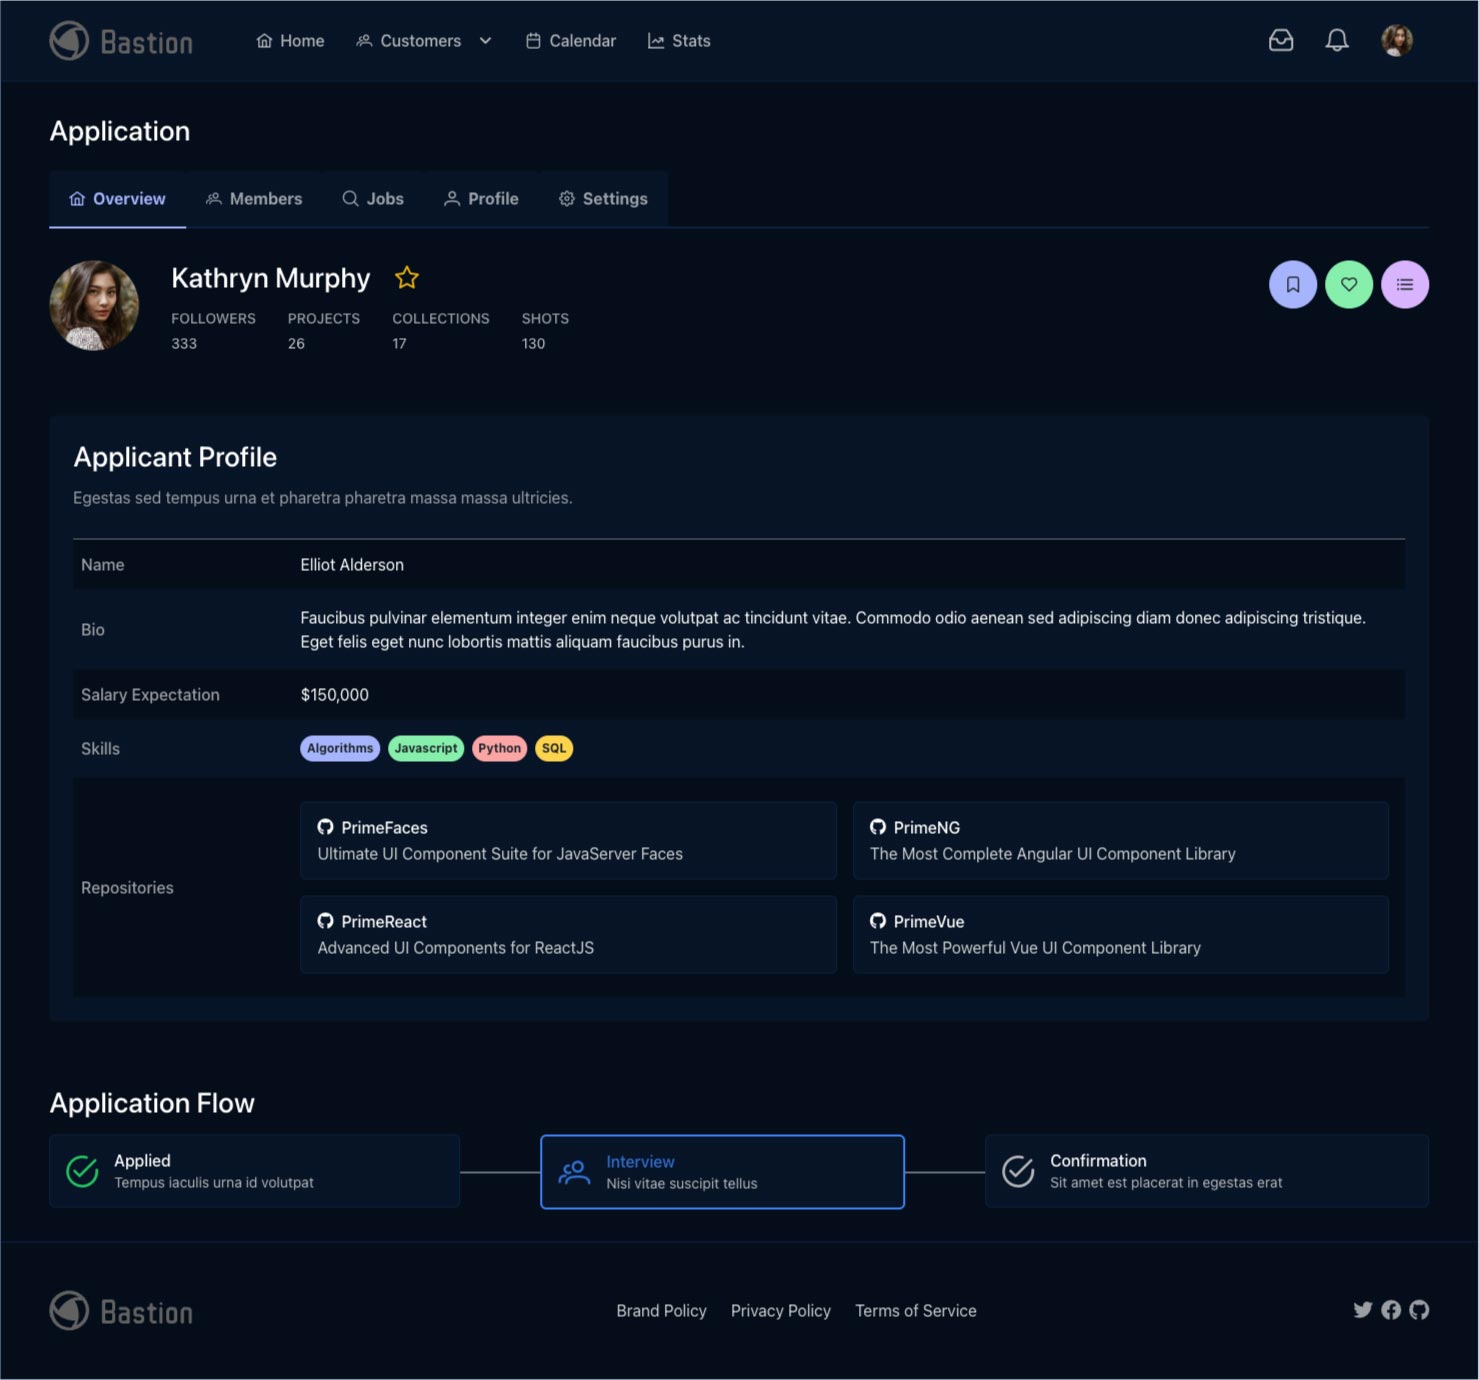 Bastion
Home
Customers
Calendar
Stats
Application
Overview
Members
Jobs
Profile
Settings
Kathryn Murphy
FOLLOWERS
333
PROJECTS
26
COLLECTIONS
17
SHOTS
130
Applicant Profile
Egestas sed tempus urna et pharetra pharetra massa massa ultricies.
Name
Elliot Alderson
Bio
Faucibus pulvinar elementum integer enim neque volutpat ac tincidunt vitae. Commodo odio aenean sed adipiscing diam donec adipiscing tristique.
Eget felis eget nunc lobortis mattis aliquam faucibus purus in.
Salary Expectation
$150,000
Skills
Algorithms
Javascript
Python
SQL
Repositories
PrimeFaces
Ultimate UI Component Suite for JavaServer Faces
PrimeNG
The Most Complete Angular UI Component Library
PrimeReact
Advanced UI Components for ReactJS
PrimeVue
The Most Powerful Vue UI Component Library
Application Flow
Applied
Tempus iaculis urna id volutpat
Interview
Nisi vitae suscipit tellus
Confirmation
Sit amet est placerat in egestas erat
Bastion
Brand Policy
Privacy Policy
Terms of Service